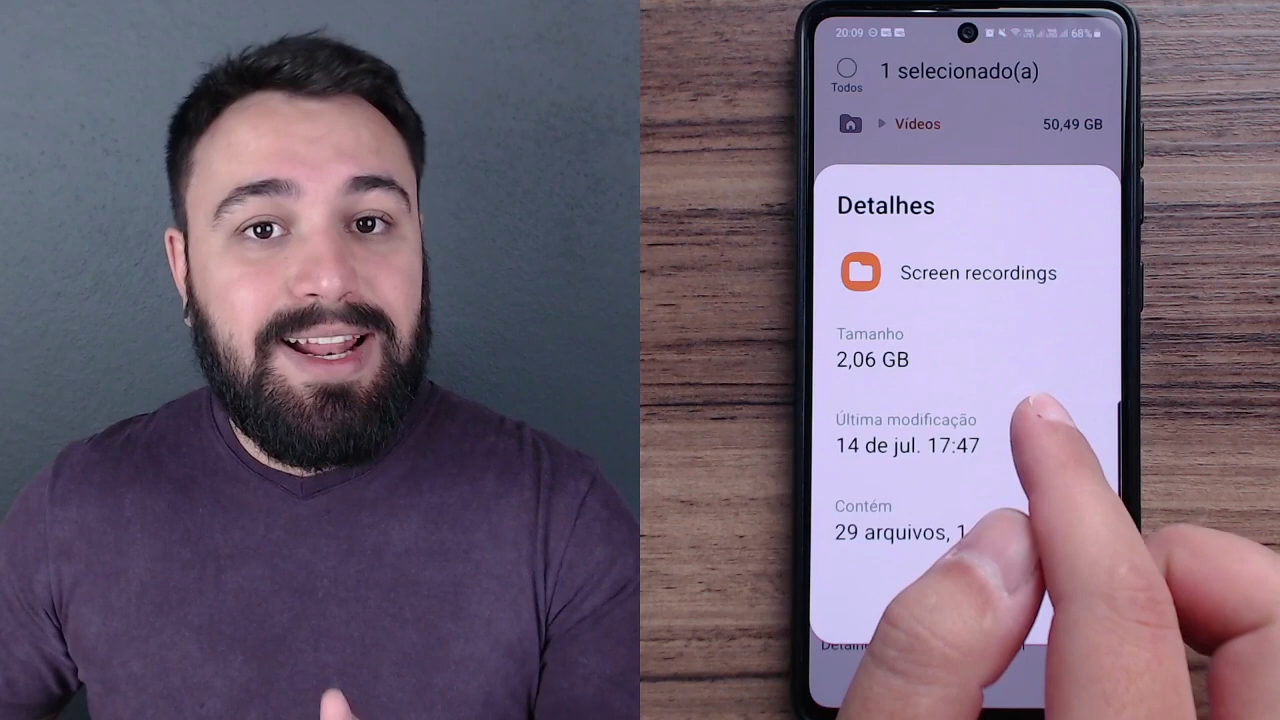 20:09
68%
1 selecionado(a)
Todos
Vídeos
50,49 GB
Detalhes
Screen recordings
Tamanho
2,06 GB
Última modificação
14 de jul. 17:47
Contém
29 arquivos, 1